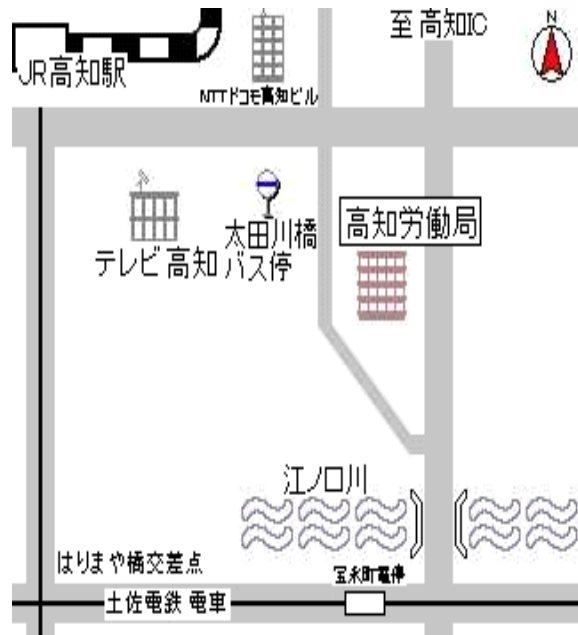 至 高知IC
N
JR高知駅
NTTドコモ高知ビル
高知労働局
太田川橋
バス停
テレビ高知
江ノ口川
はりまや橋交差点
宝永町電停
土佐電鉄 電車